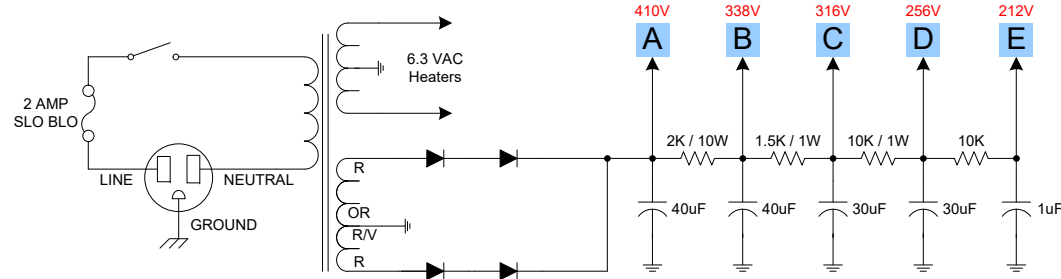 410V 338V 316V 256V 212V
A B C D E
6.3 VAC
Heaters
2 AMP
SLO BLO
2K / 10W 1.5K / 1W 10K / 1W 10K
LINE NEUTRAL
GROUND
R
OR
R/V
R
40uF 40uF 30uF 30uF 1uF